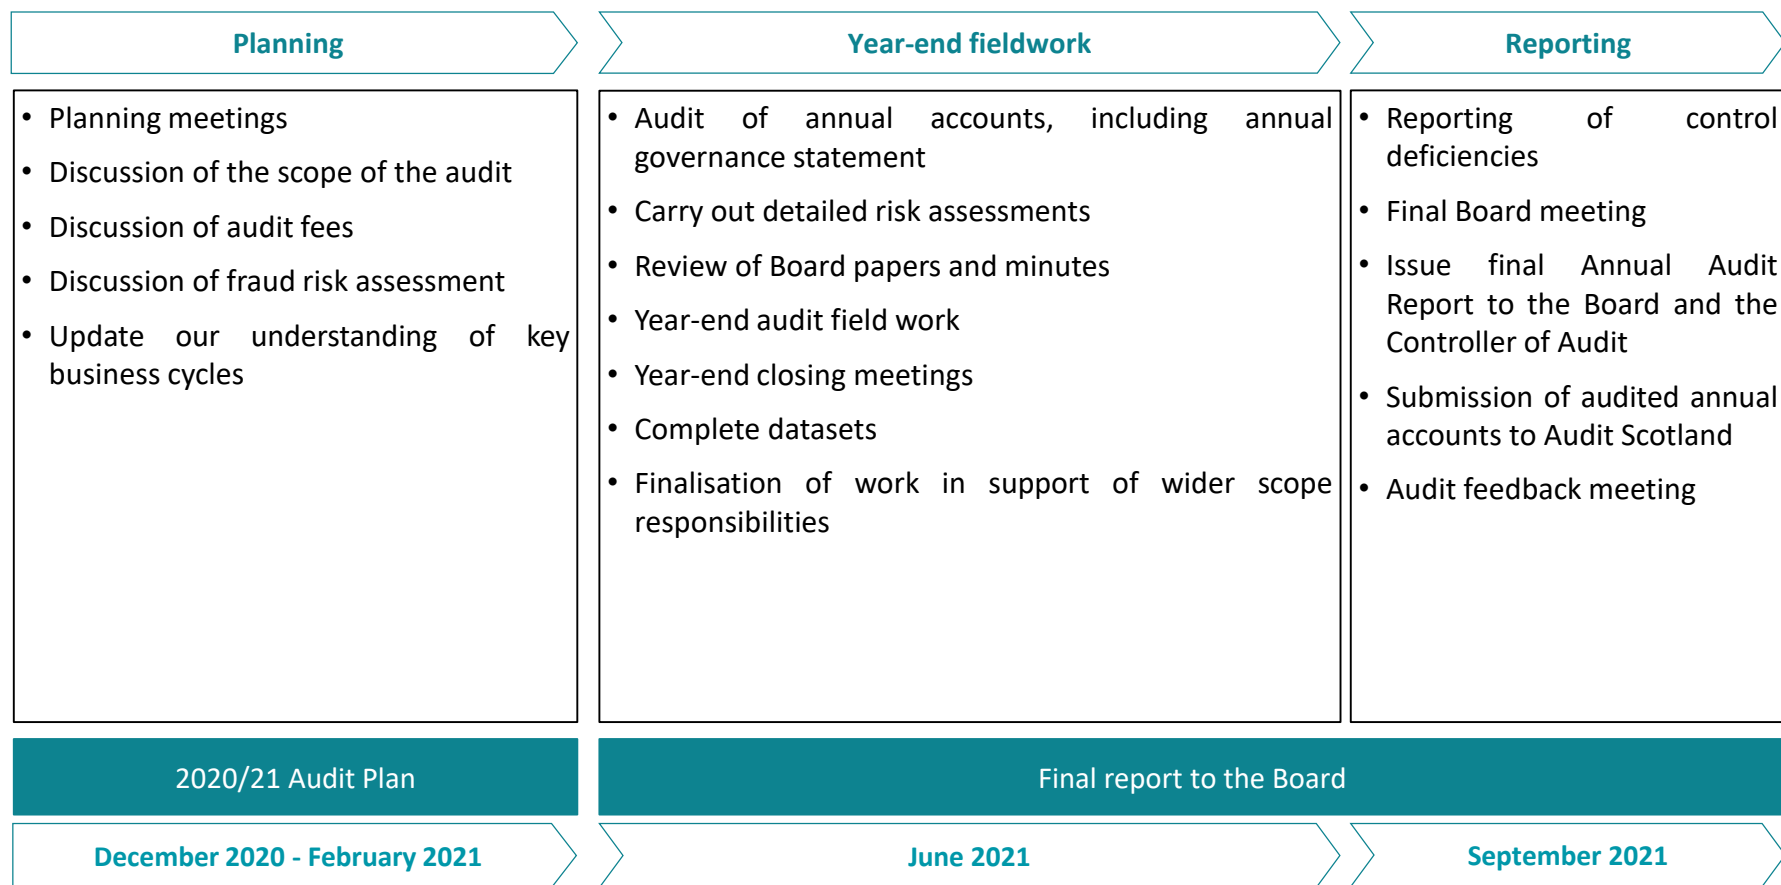 Planning
Year-end fieldwork
Reporting
• Planning meetings
• Discussion of the scope of the audit
• Discussion of audit fees
• Discussion of fraud risk assessment
• Update our understanding of key
business cycles
• Audit of annual accounts, including annual
governance statement
• Carry out detailed risk assessments
• Review of Board papers and minutes
• Year-end audit field work
• Year-end closing meetings
• Complete datasets
• Finalisation of work in support of wider scope
responsibilities
• Reporting of control
deficiencies
• Final Board meeting
• Issue final Annual Audit
Report to the Board and the
Controller of Audit
• Submission of audited annual
accounts to Audit Scotland
• Audit feedback meeting
2020/21 Audit Plan
Final report to the Board
December 2020 - February 2021
June 2021
September 2021